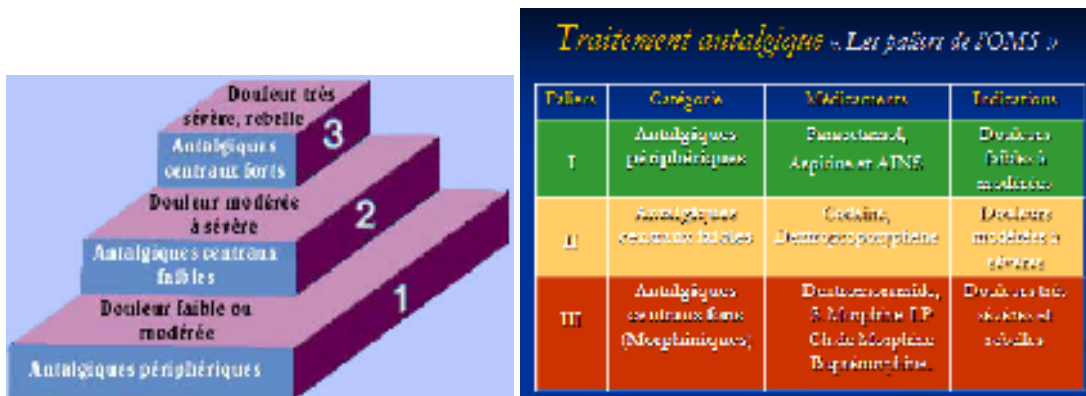 Douleur très
sévère, rebelle
3
Antalgiques
centraux forts
Douleur modérée
à sévère
2
Antalgiques centraux
faibles
Douleur faible ou
modérée
1
Antalgiques périphériques
Traitement antalgique « Les paliers de l'OMS »
Paliers Catégorie Médicaments Indications
I
Antalgiques
périphériques
Paracétamol,
Aspirine et AINS.
Douleurs
faibles à
modérées
II
Antalgiques
centraux faibles
Codéine,
Dextropropoxyphène
Douleurs
modérées à
sévères
III
Antalgiques
centraux forts
(Morphiniques)
Dextromoramide,
S. Morphine LP
Ch de Morphine
Buprémorphine.
Douleurs très
sévères et
rebelles